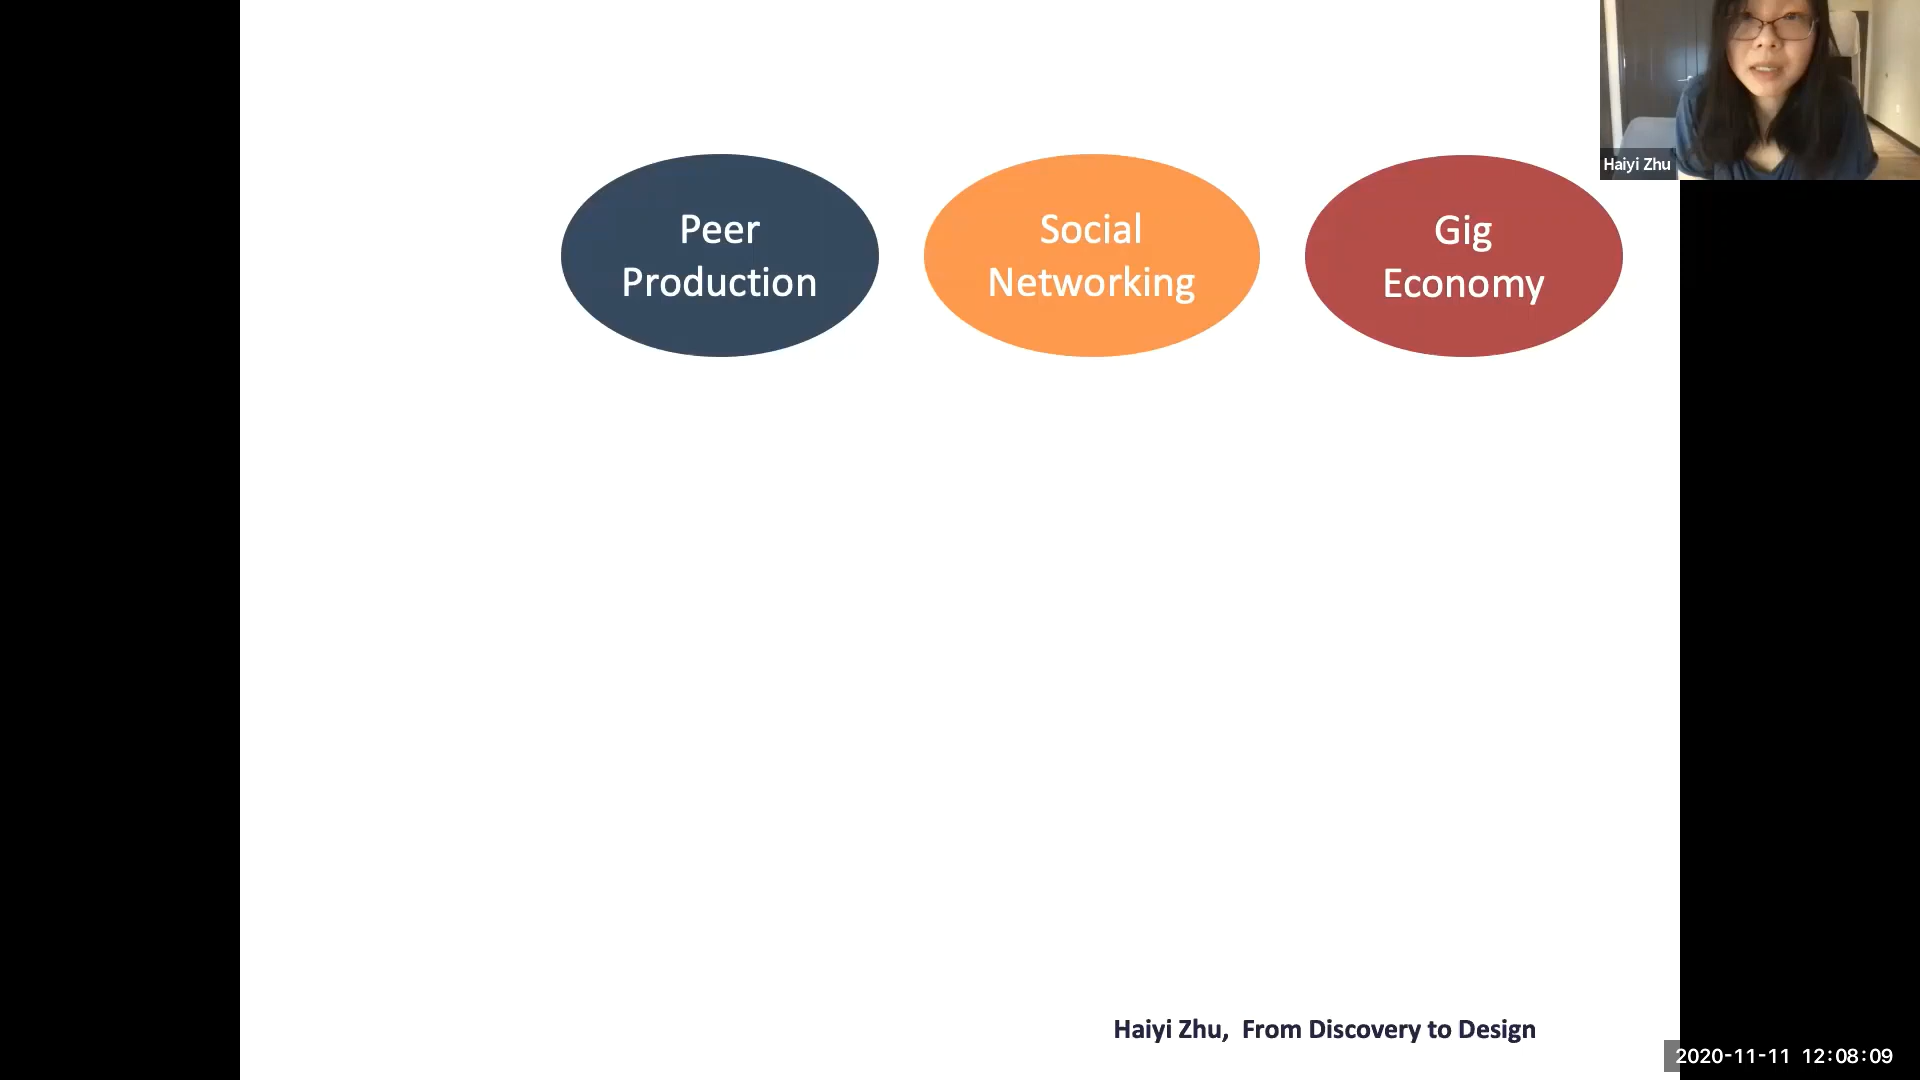 Peer
Production
Social
Networking
Gig
Economy
Haiyi Zhu
Haiyi Zhu, From Discovery to Design
2020-11-11 12:08:09